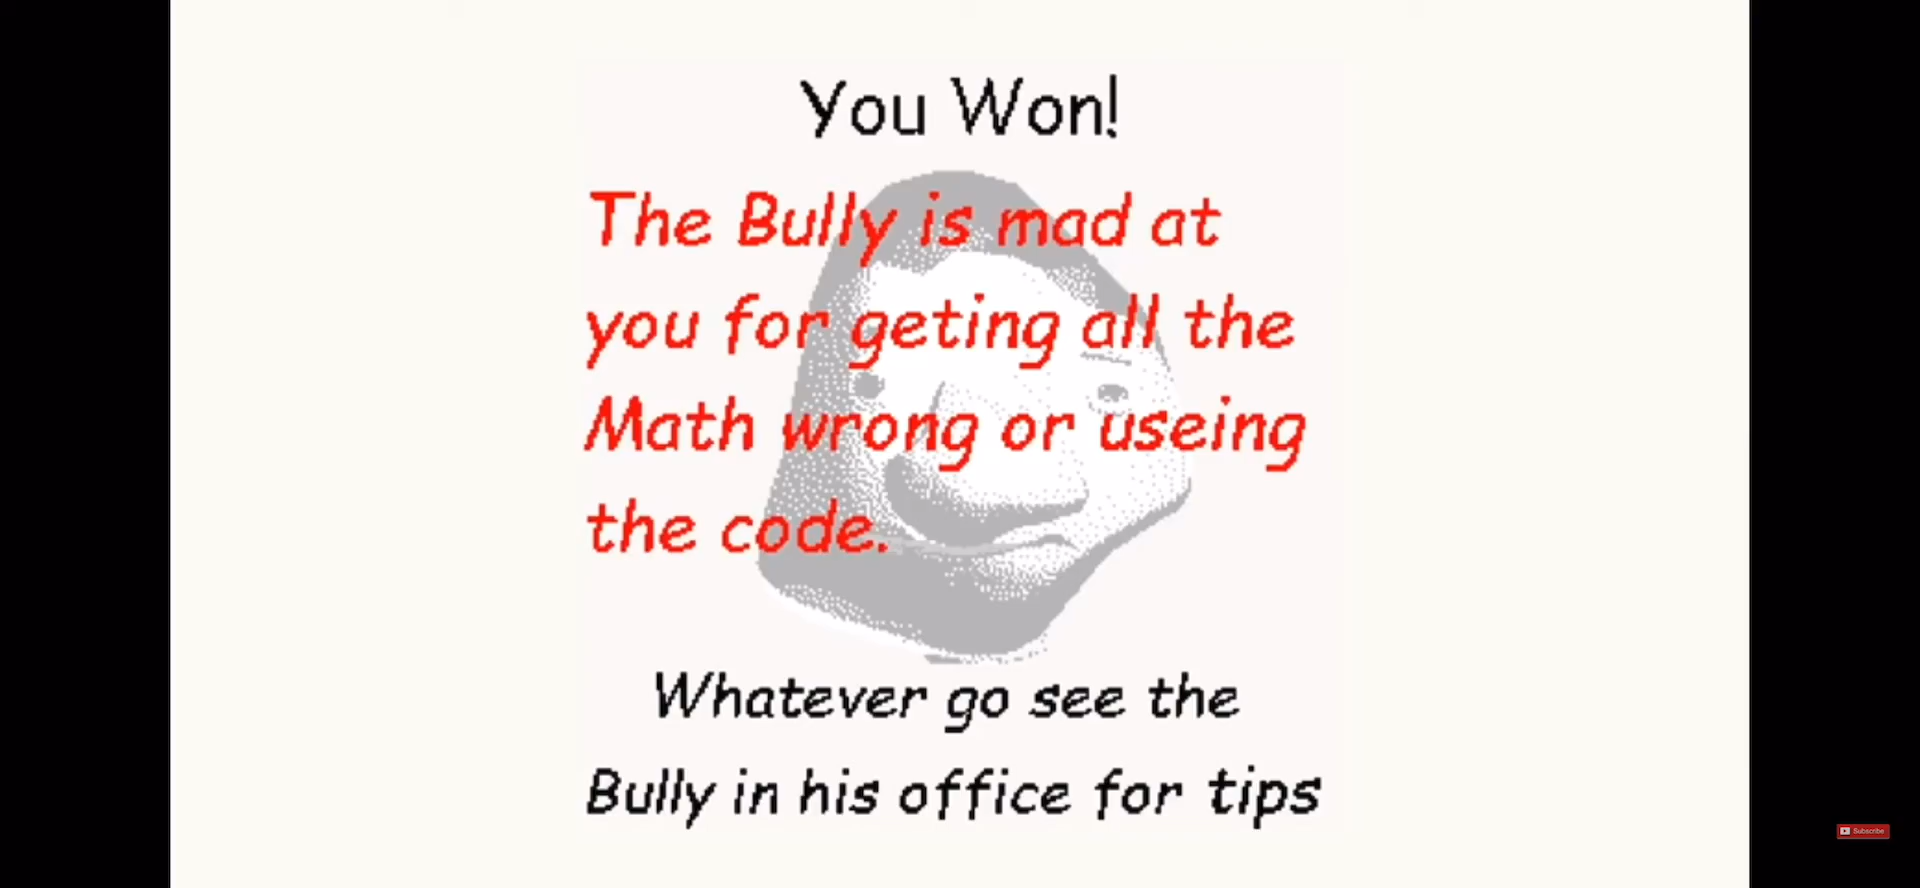 You Won!
The Bully is mad at
you for geting all the
Math wrong or useing
the code.
Whatever go see the
Bully in his office for tips
Subscribe